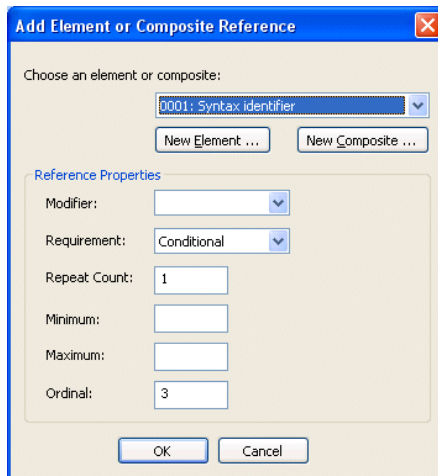 Add Element or Composite Reference
Choose an element or composite:
0001: Syntax identifier
New Element ... New Composite ...
Reference Properties
Modifier:
Requirement: Conditional
Repeat Count: 1
Minimum:
Maximum:
Ordinal: 3
OK Cancel